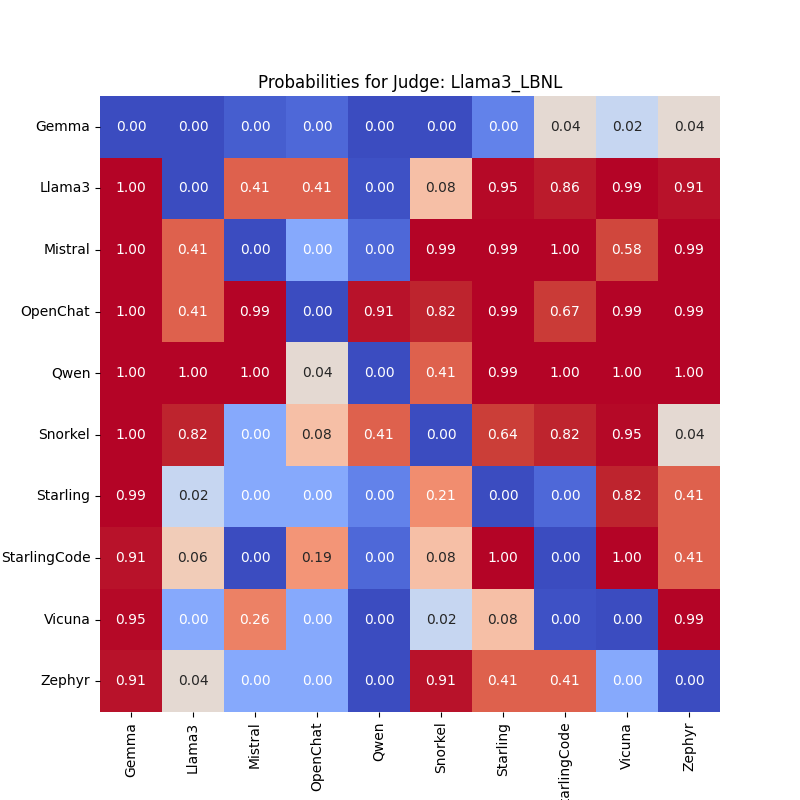 Probabilities for Judge: Llama3_LBNL
Gemma 0.00 0.00 0.00 0.00 0.00 0.00 0.00 0.04 0.02 0.04
Llama3 1.00 0.00 0.41 0.41 0.00 0.08 0.95 0.86 0.99 0.91
Mistral 1.00 0.41 0.00 0.00 0.00 0.99 0.99 1.00 0.58 0.99
OpenChat 1.00 0.41 0.99 0.00 0.91 0.82 0.99 0.67 0.99 0.99
Qwen 1.00 1.00 1.00 0.04 0.00 0.41 0.99 1.00 1.00 1.00
Snorkel 1.00 0.82 0.00 0.08 0.41 0.00 0.64 0.82 0.95 0.04
Starling 0.99 0.02 0.00 0.00 0.00 0.21 0.00 0.00 0.82 0.41
StarlingCode 0.91 0.06 0.00 0.19 0.00 0.08 1.00 0.00 1.00 0.41
Vicuna 0.95 0.00 0.26 0.00 0.00 0.02 0.08 0.00 0.00 0.99
Zephyr 0.91 0.04 0.00 0.00 0.00 0.91 0.41 0.41 0.00 0.00
Gemma Llama3 Mistral OpenChat Qwen Snorkel Starling arlingCode Vicuna Zephyr